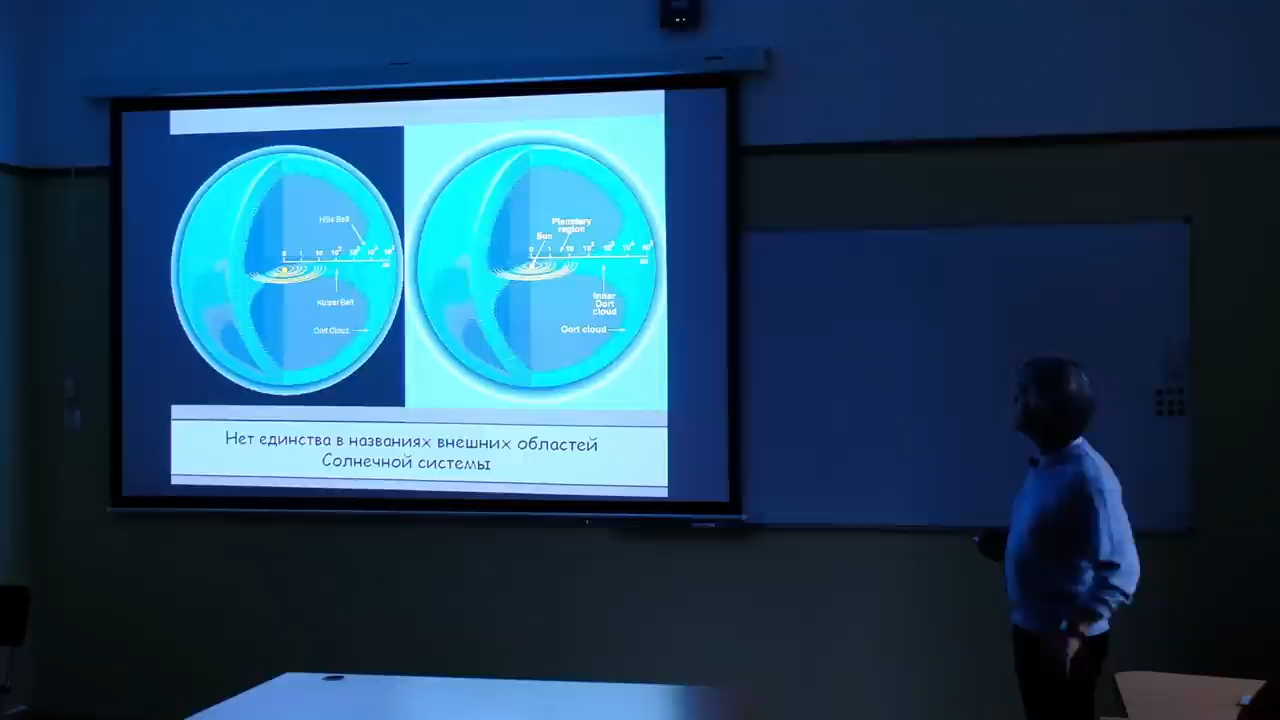 Hills Belt
0 1 10 10² 10³ 10⁴ 10⁵
Kuiper Belt
Oort Cloud
Planetary
region
Sun
0 1 10 10² 10³ 10⁴ 10⁵
Inner
Oort
cloud
Oort cloud
Нет единства в названиях внешних областей
Солнечной системы